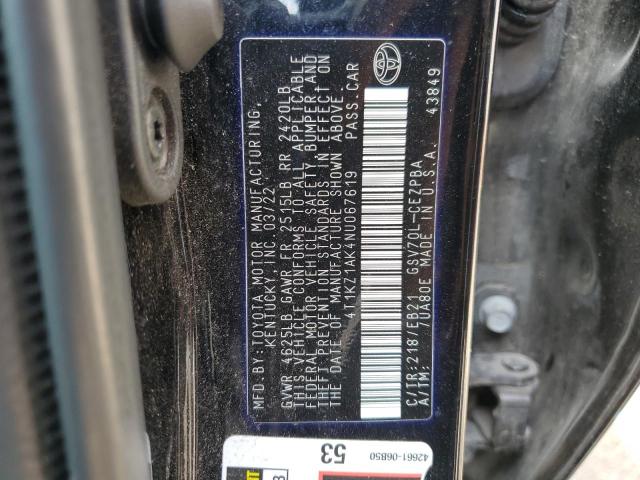 MFD.BY:TOYOTA MOTOR MANUFACTURING,
KENTUCKY, INC. 03/22
GVWR 4625LB GAWR FR 2515LB RR 2420LB
THIS VEHICLE CONFORMS TO ALL APPLICABLE
FEDERAL MOTOR VEHICLE SAFETY, BUMPER, AND
THEFT PREVENTION STANDARDS IN EFFECT ON
THE DATE OF MANUFACTURE SHOWN ABOVE.
4T1KZ1AK4NU067619 PASS.CAR
C/TR:218/EB21 GSV70L-CEZPBA
A/TM: 7UA80E MADE IN U.S.A. 43849
53
42661-06B50